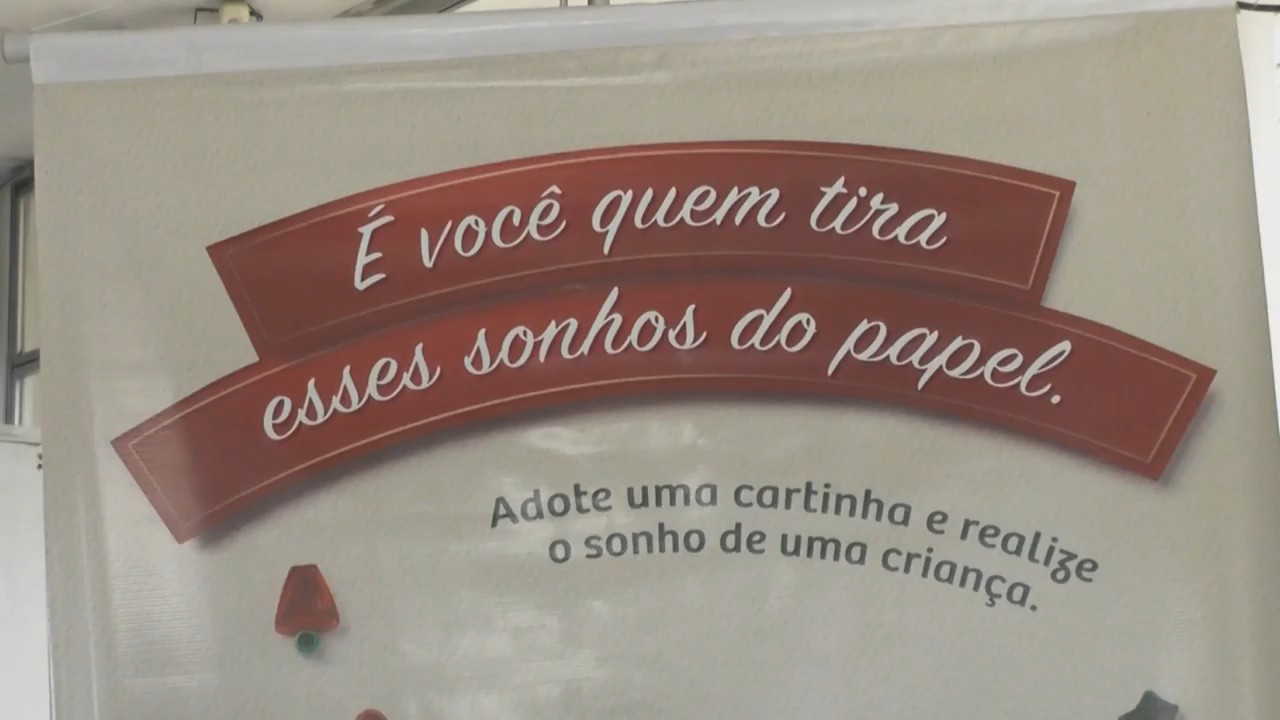 É você quem tira
esses sonhos do papel.
Adote uma cartinha e realize
o sonho de uma criança.